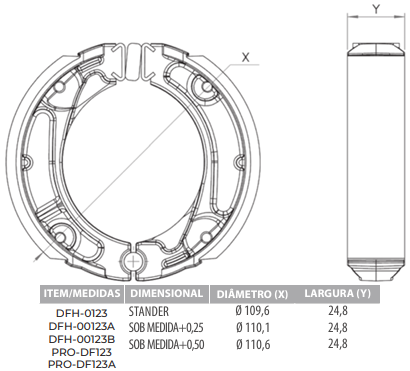 Y
X
ITEM/MEDIDAS DIMENSIONAL DIÂMETRO (X) LARGURA (Y)
DFH-0123 STANDER Ø 109,6 24,8
DFH-00123A SOB MEDIDA+0,25 Ø 110,1 24,8
DFH-00123B SOB MEDIDA+0,50 Ø 110,6 24,8
PRO-DF123
PRO-DF123A